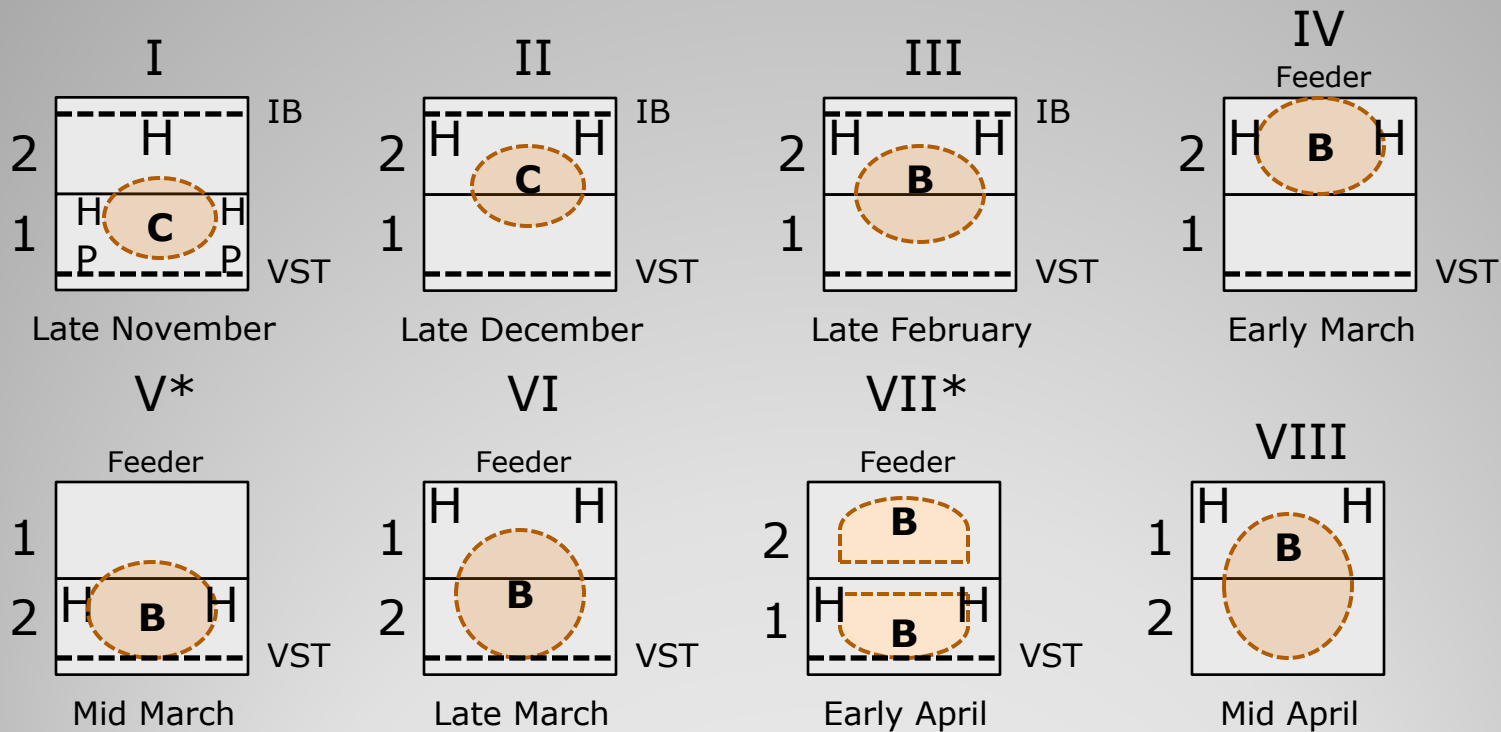 I
II
III
IV
Feeder
IB
IB
IB
2
H
2
H
H
C
2
H
H
B
2
H
H
B
1
H
H
C
P
P
1
1
1
VST
VST
VST
VST
Late November
Late December
Late February
Early March
V*
VI
VII*
VIII
Feeder
Feeder
Feeder
1
1
H
H
2
B
1
H
H
B
2
H
H
B
2
B
1
H
H
B
2
VST
VST
VST
Mid March
Late March
Early April
Mid April